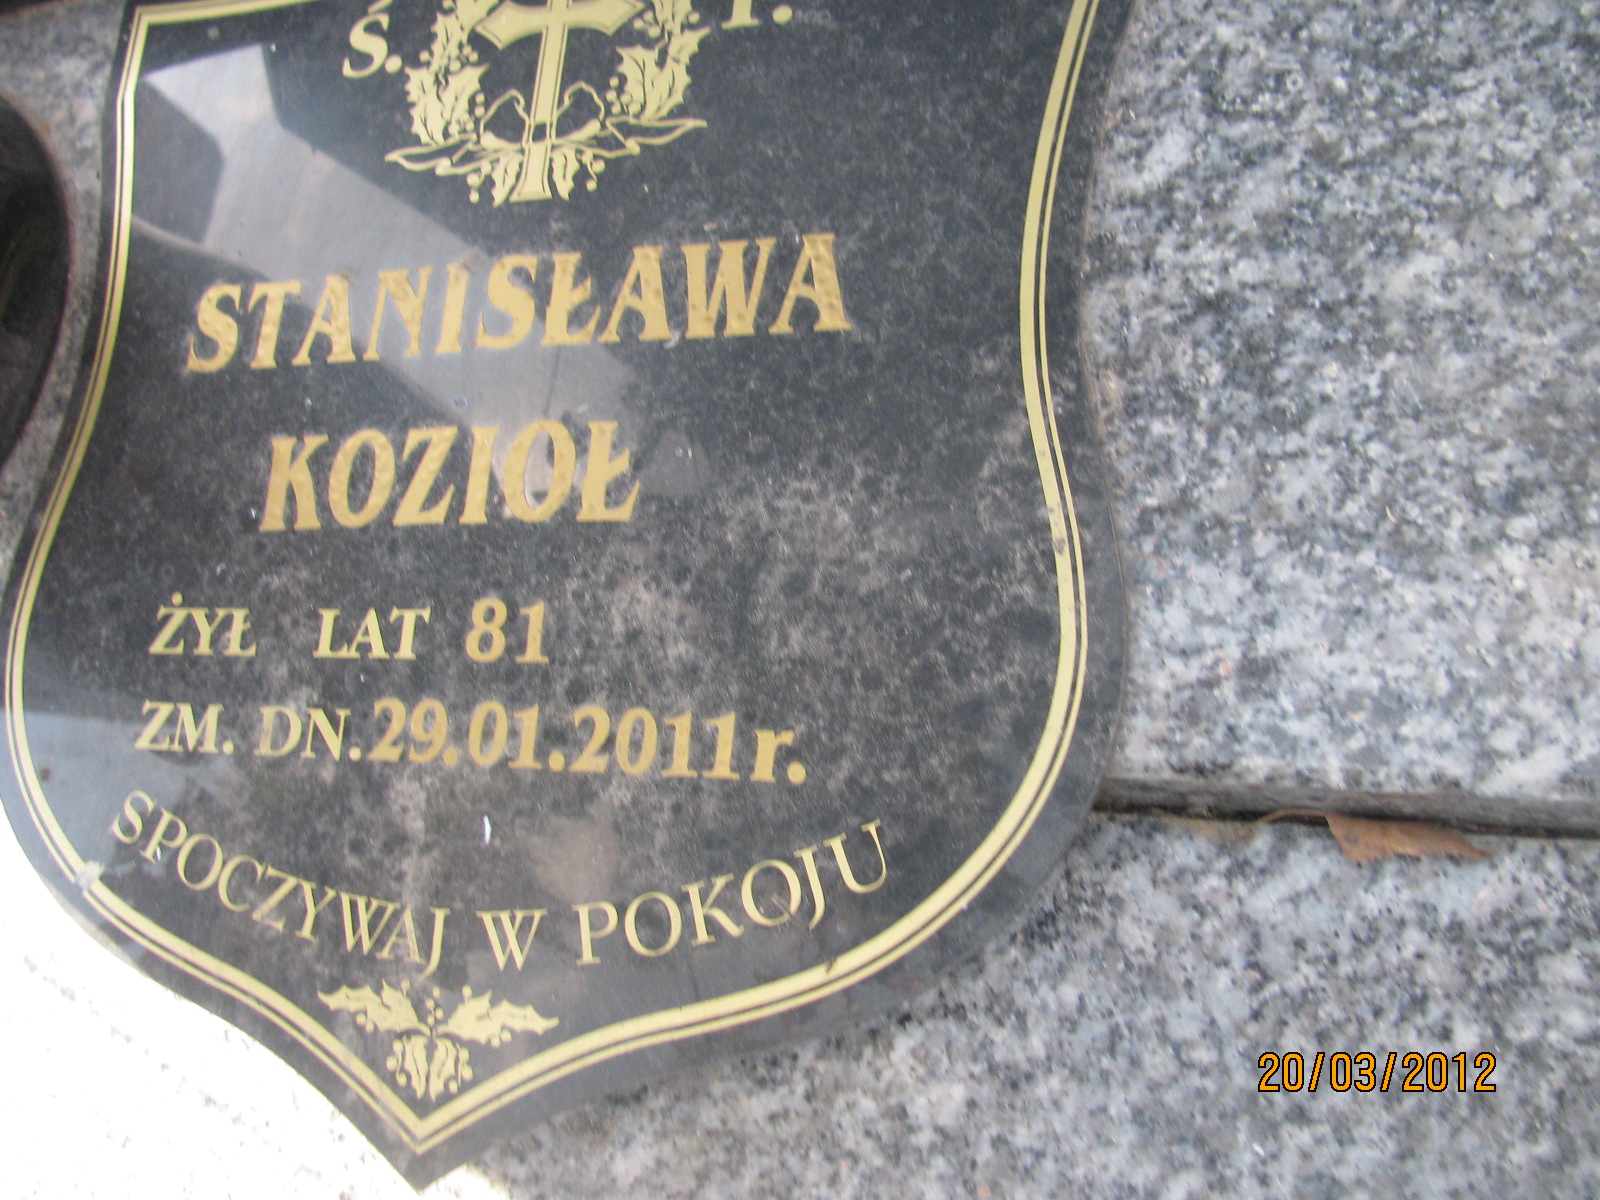 Ś. P.
STANISŁAWA
KOZIOŁ
ŻYŁ LAT 81
ZM. DN. 29.01.2011r.
SPOCZYWAJ W POKOJU
20/03/2012